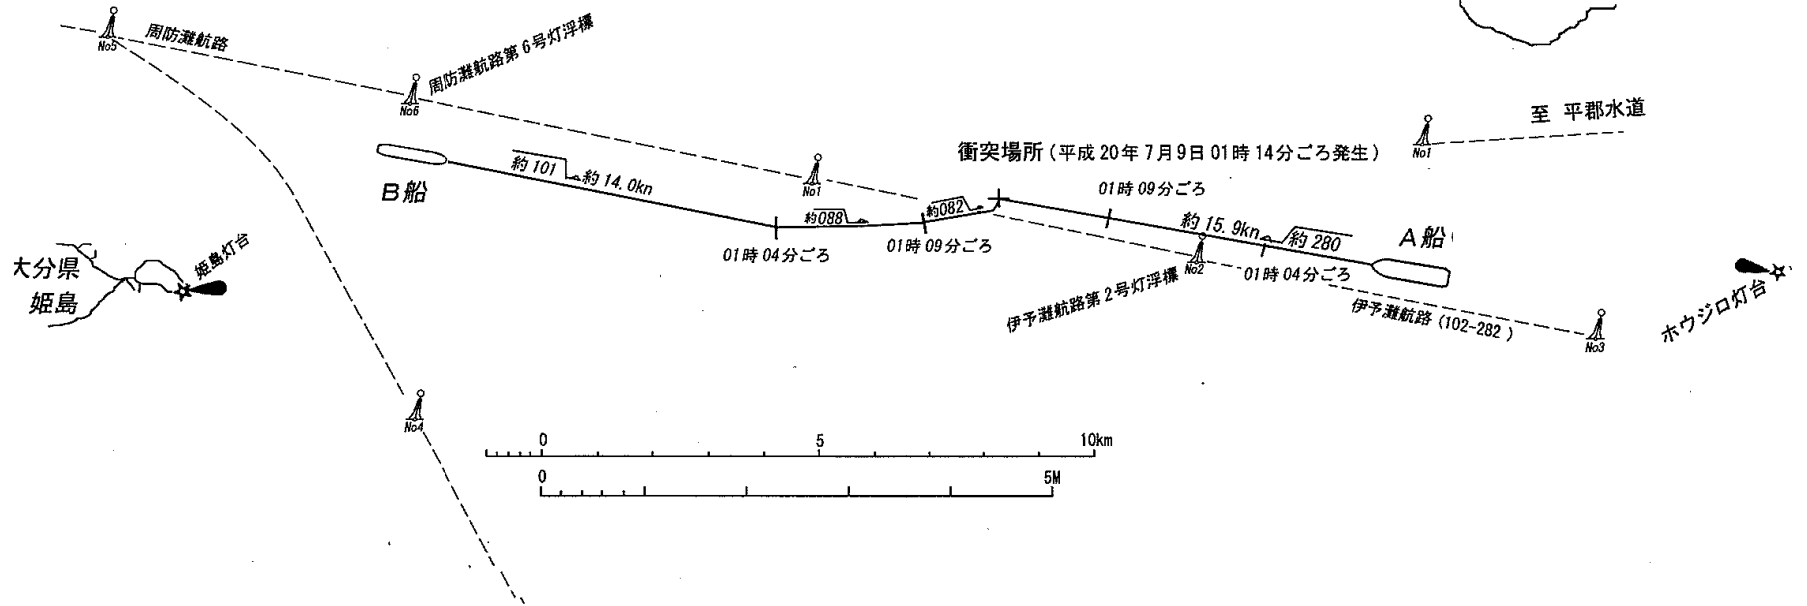 No5
周防灘航路
No6
周防灘航路第6号灯浮標
至 平郡水道
No1
衝突場所(平成20年7月9日01時14分ごろ発生)
No1
01時09分ごろ
約101
約14.0kn
B船
約088
約082
約15.9kn
約280
A船
01時04分ごろ
01時09分ごろ
No2
01時04分ごろ
姫島灯台
大分県
姫島
伊予灘航路第2号灯浮標
伊予灘航路(102-282)
No3
ホウジロ灯台
No4
0
5
10km
0
5M